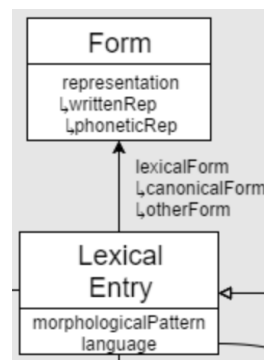 Form
representation
↳writtenRep
↳phoneticRep
lexicalForm
↳canonicalForm
↳otherForm
Lexical
Entry
morphologicalPattern
language